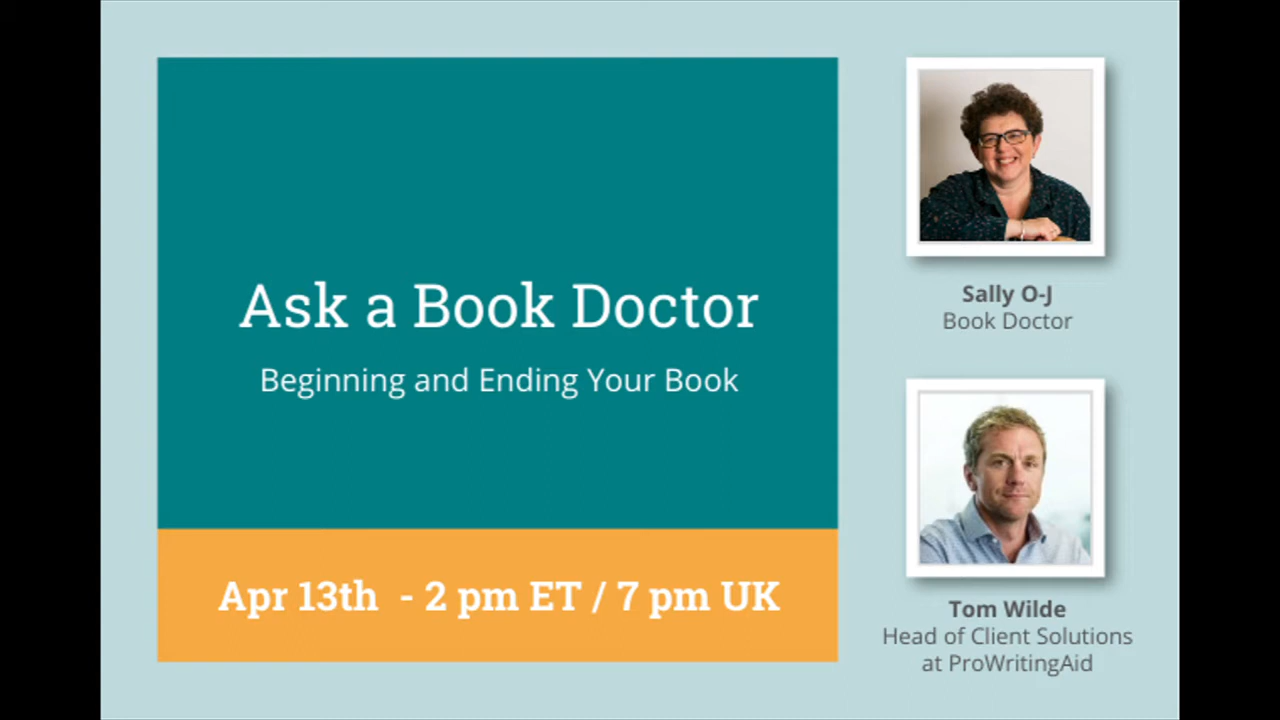 Ask a Book Doctor
Beginning and Ending Your Book
Apr 13th - 2 pm ET / 7 pm UK
Sally O-J
Book Doctor
Tom Wilde
Head of Client Solutions
at ProWritingAid